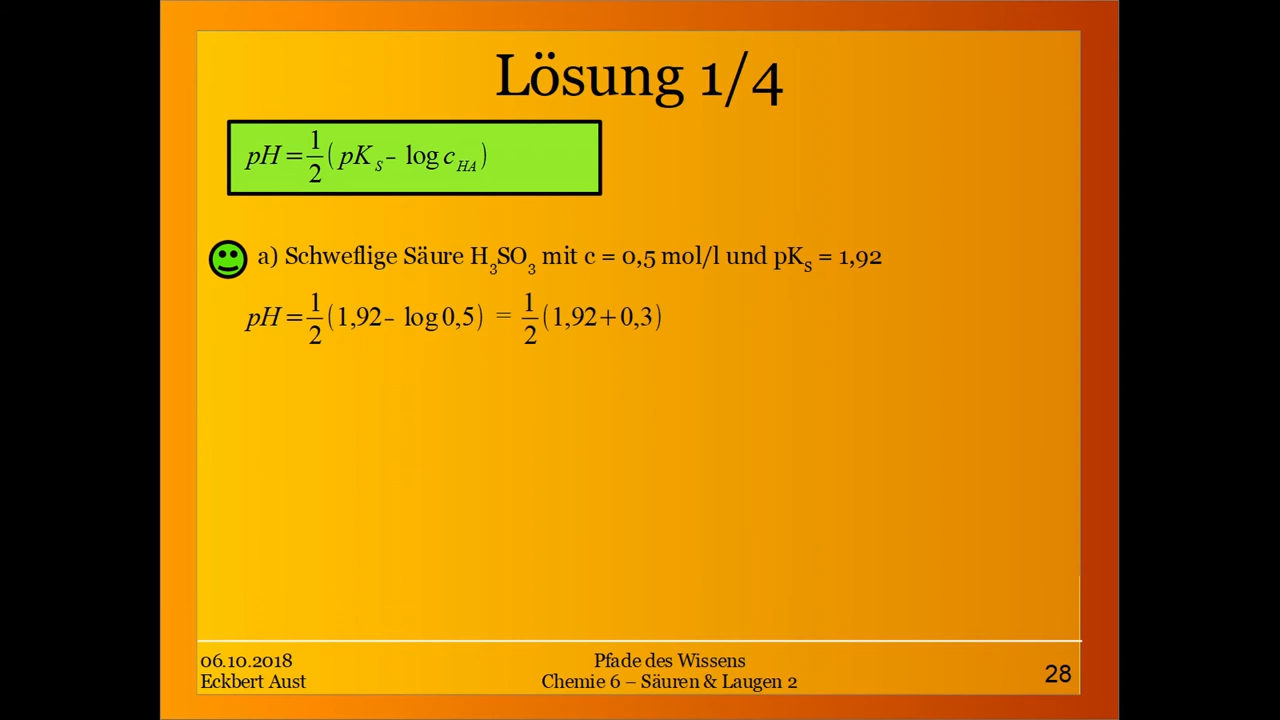 Lösung 1/4
pH = 1/2 ( pK_S – log c_HA )
a) Schweflige Säure H₃SO₃ mit c = 0,5 mol/l und pK_S = 1,92
pH = 1/2 (1,92 – log 0,5) = 1/2 (1,92 + 0,3)
06.10.2018
Eckbert Aust
Pfade des Wissens
Chemie 6 – Säuren & Laugen 2
28